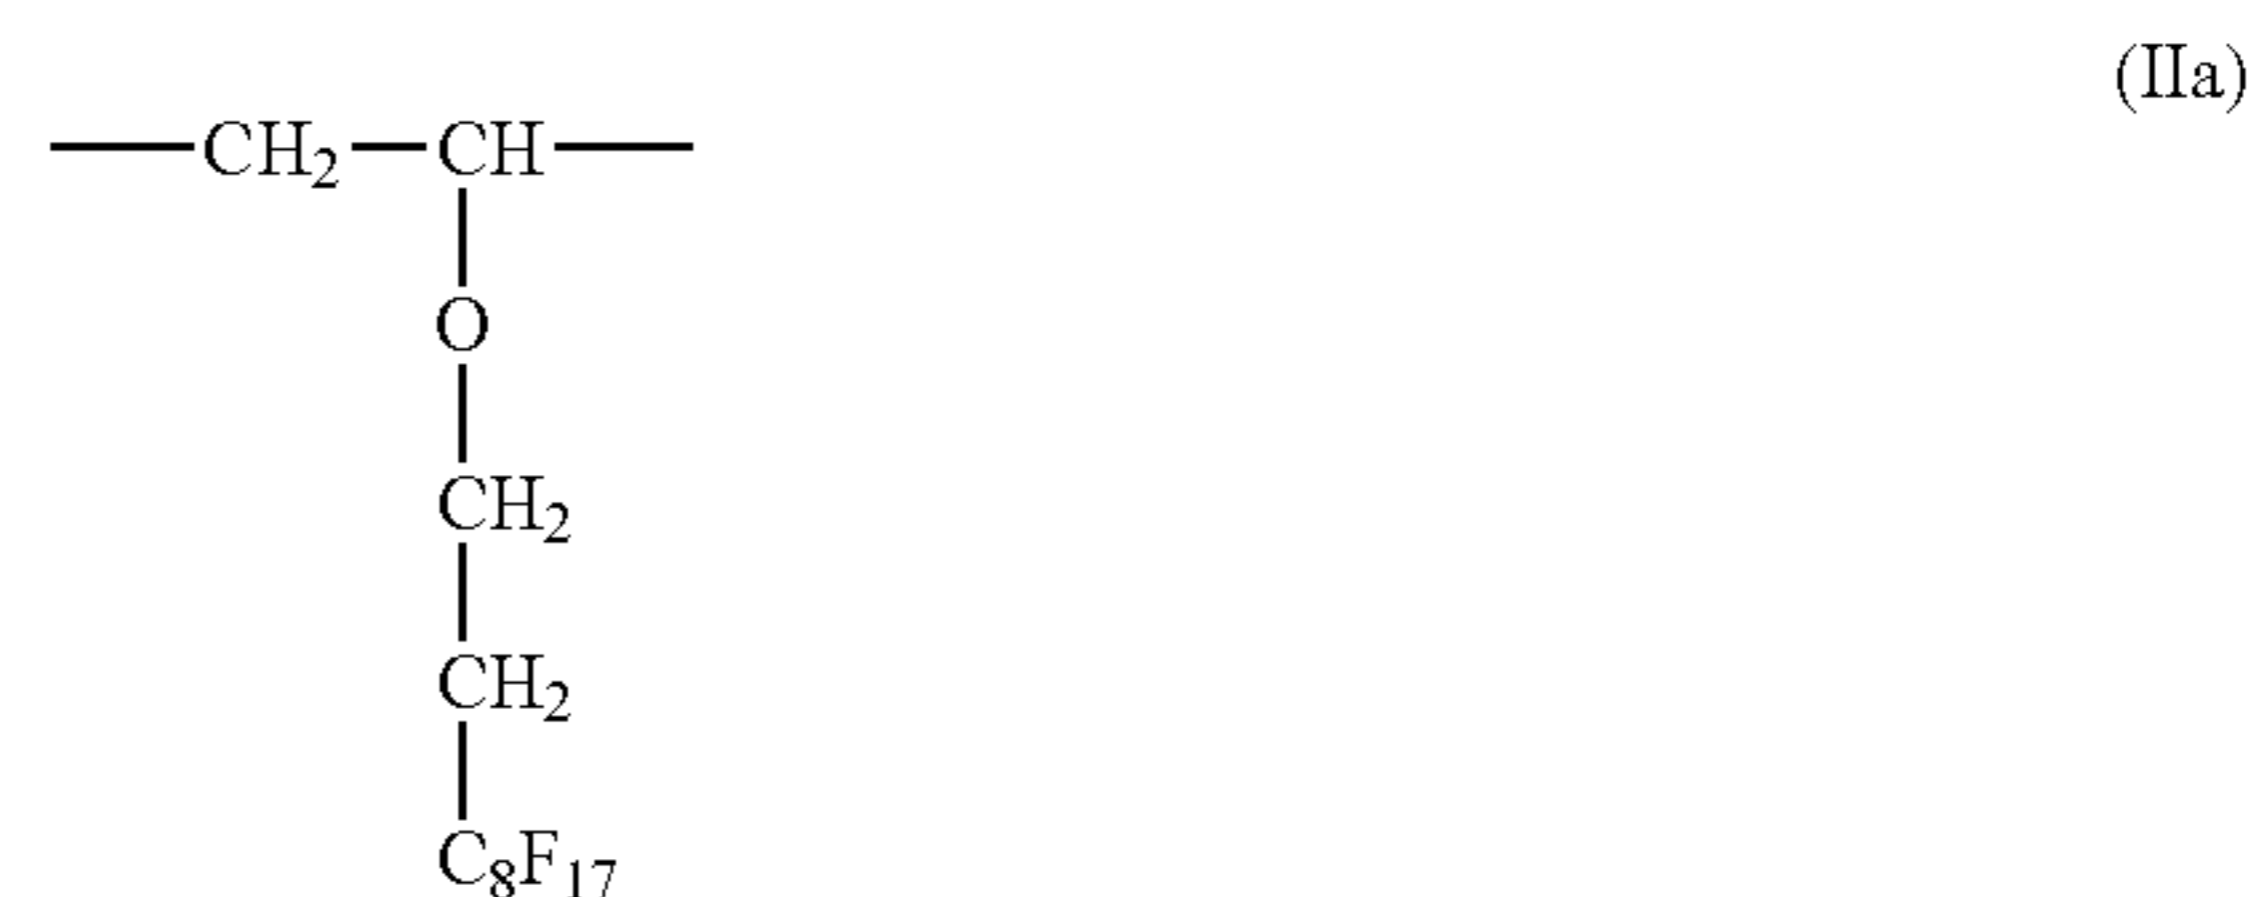 (IIa)
CH₂ CH
O
CH₂
CH₂
C₈F₁₇